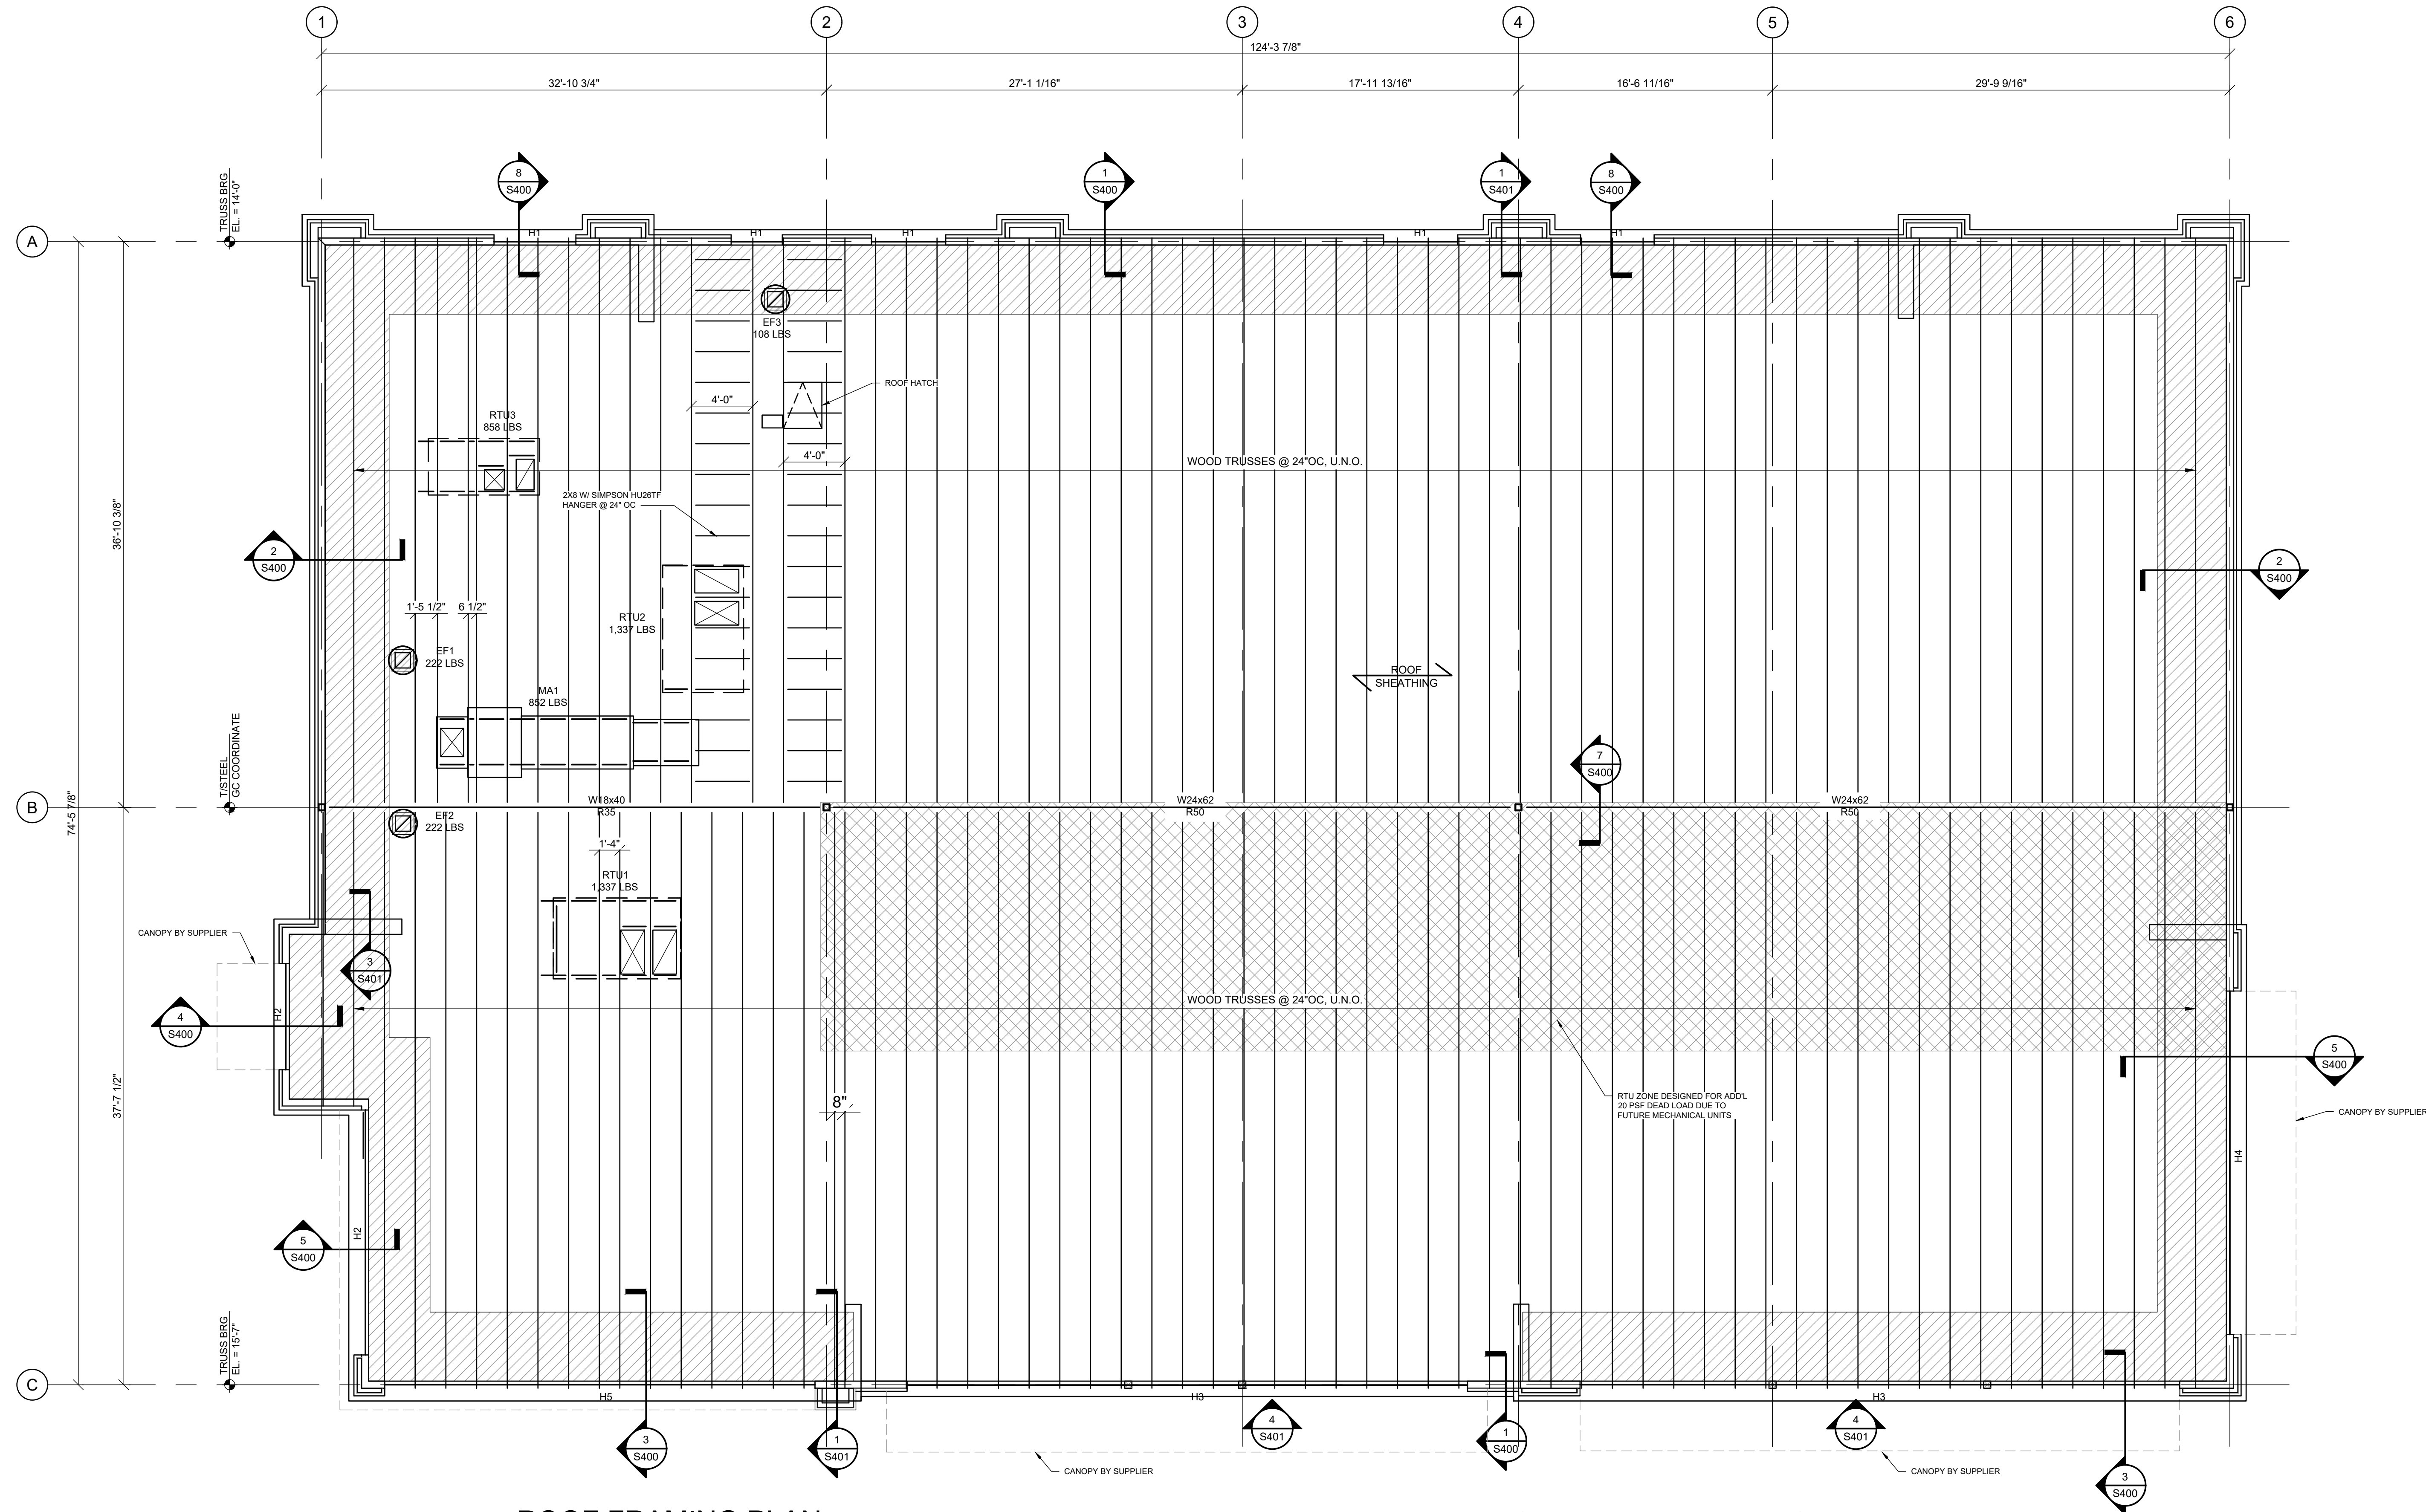 1
2
3
4
5
6
124'-3 7/8"
32'-10 3/4"
27'-1 1/16"
17'-11 13/16"
16'-6 11/16"
29'-9 9/16"
8
S400
1
S400
1
S401
8
S400
TRUSS BRG
EL. = 14'-0"
A
H1
H1
H1
H1
H1
EF3
108 LBS
ROOF HATCH
4'-0"
RTU3
858 LBS
4'-0"
WOOD TRUSSES @ 24"OC, U.N.O.
2X8 W/ SIMPSON HU26TF
HANGER @ 24" OC
36'-10 3/8"
2
S400
2
S400
1'-5 1/2"
6 1/2"
RTU2
1,337 LBS
EF1
222 LBS
MA1
852 LBS
ROOF
SHEATHING
T/STEEL
GC COORDINATE
7
S400
74'-5 7/8"
B
W18x40
R35
W24x62
R50
W24x62
R50
EF2
222 LBS
1'-4"
RTU1
1,337 LBS
CANOPY BY SUPPLIER
3
S401
WOOD TRUSSES @ 24"OC, U.N.O.
H2
4
S400
5
S400
37'-7 1/2"
8"
RTU ZONE DESIGNED FOR ADD'L
20 PSF DEAD LOAD DUE TO
FUTURE MECHANICAL UNITS
CANOPY BY SUPPLIER
H4
H2
5
S400
TRUSS BRG
EL. = 15'-7"
C
H5
H3
H3
3
S400
1
S401
4
S401
1
S400
4
S401
3
S400
CANOPY BY SUPPLIER
CANOPY BY SUPPLIER
ROOF FRAMING PLAN